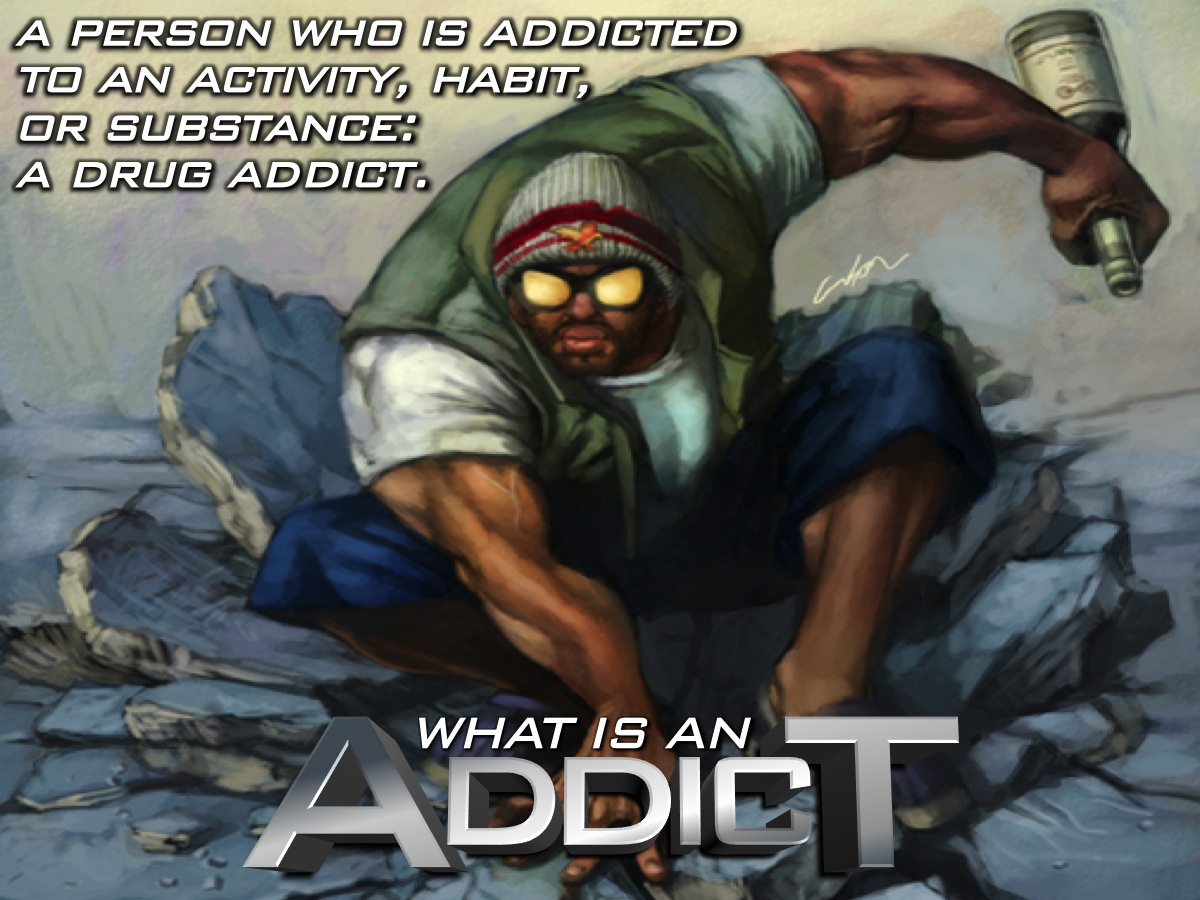 A PERSON WHO IS ADDICTED
TO AN ACTIVITY, HABIT,
OR SUBSTANCE:
A DRUG ADDICT.
WHAT IS AN
ADDICT